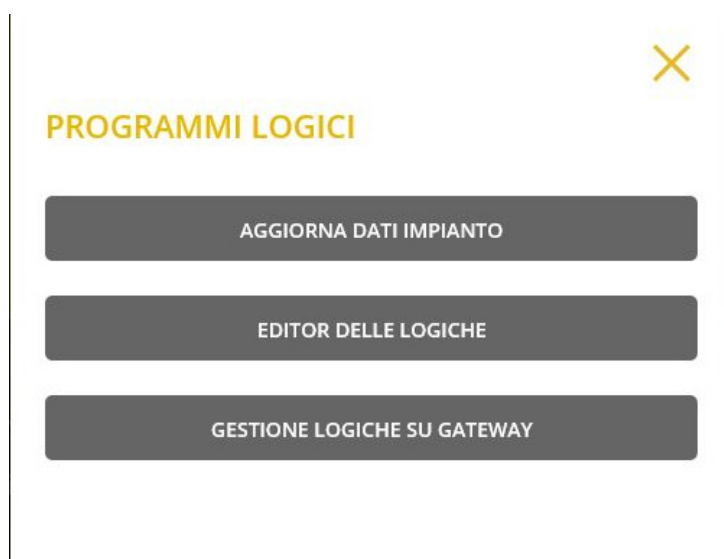 PROGRAMMI LOGICI
AGGIORNA DATI IMPIANTO
EDITOR DELLE LOGICHE
GESTIONE LOGICHE SU GATEWAY